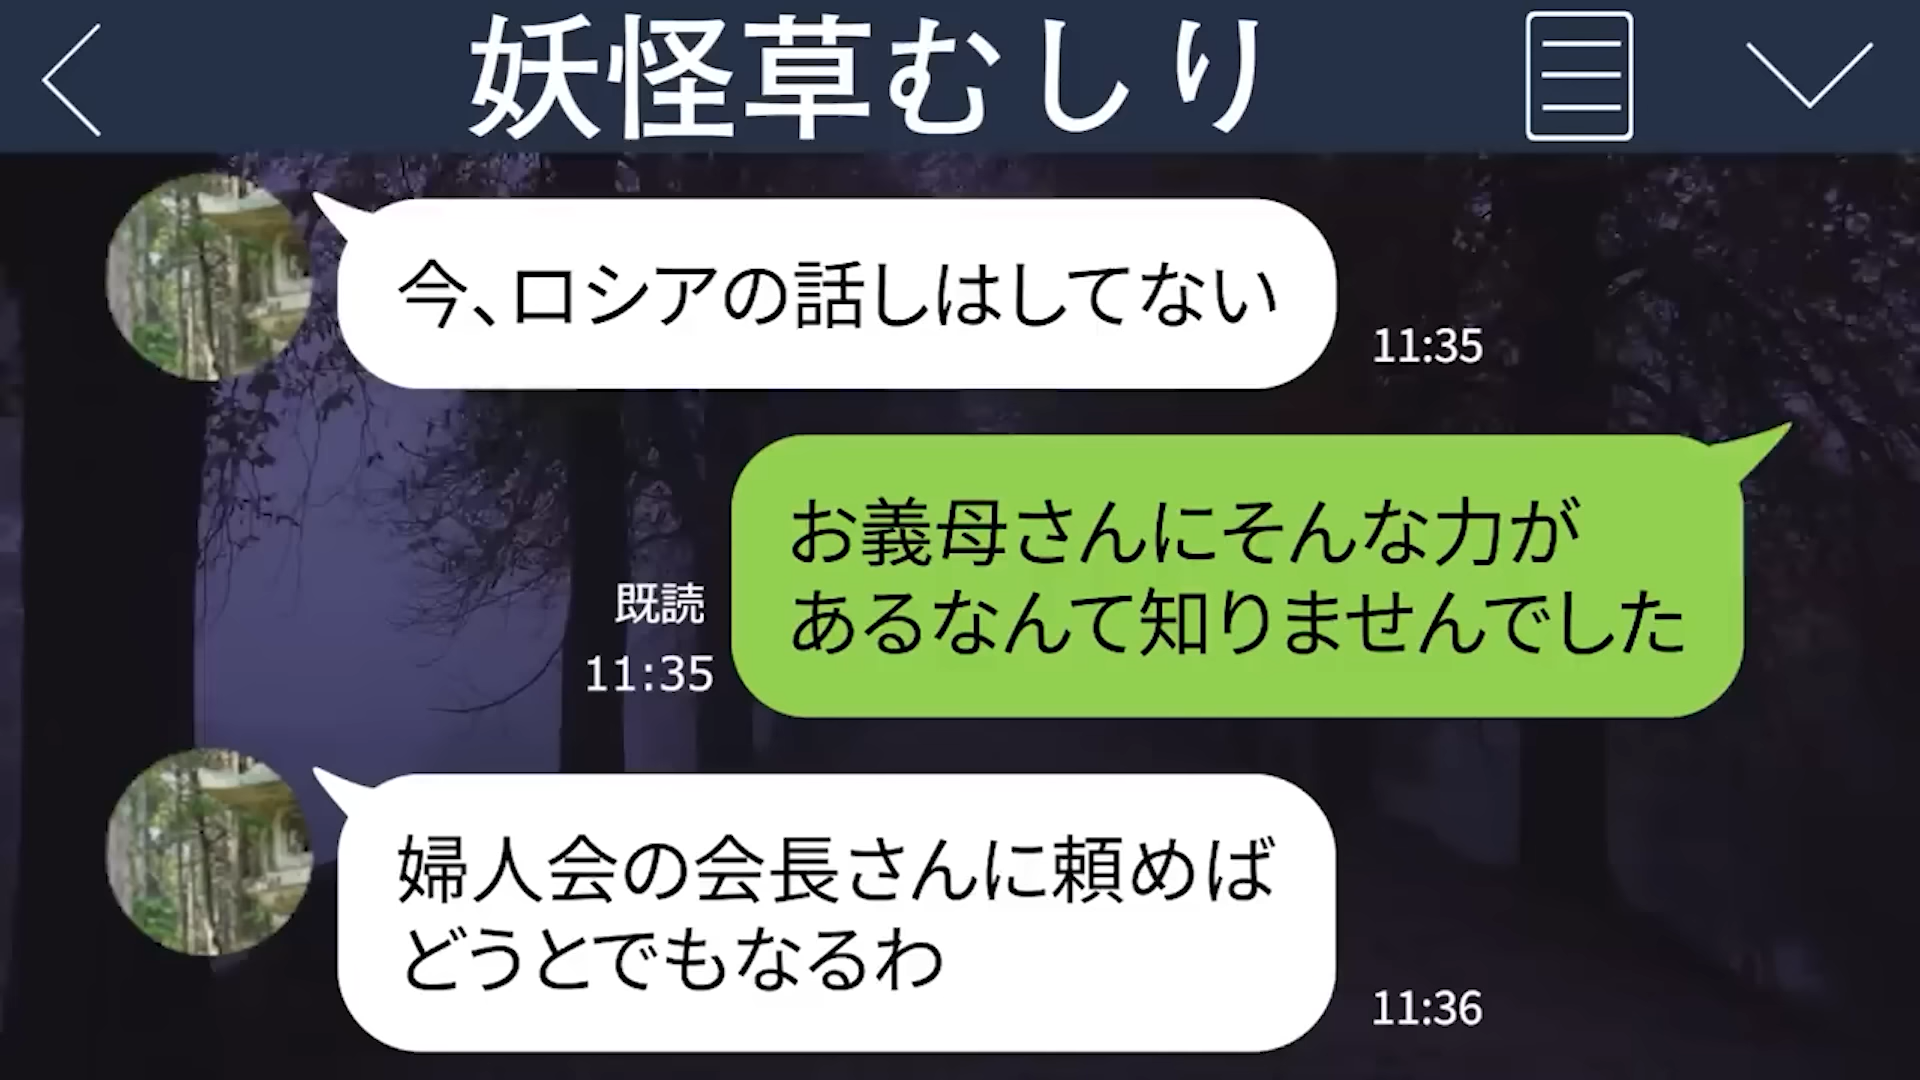 妖怪草むしり
今、ロシアの話しはしてない
11:35
お義母さんにそんな力が
あるなんて知りませんでした
既読
11:35
婦人会の会長さんに頼めば
どうとでもなるわ
11:36